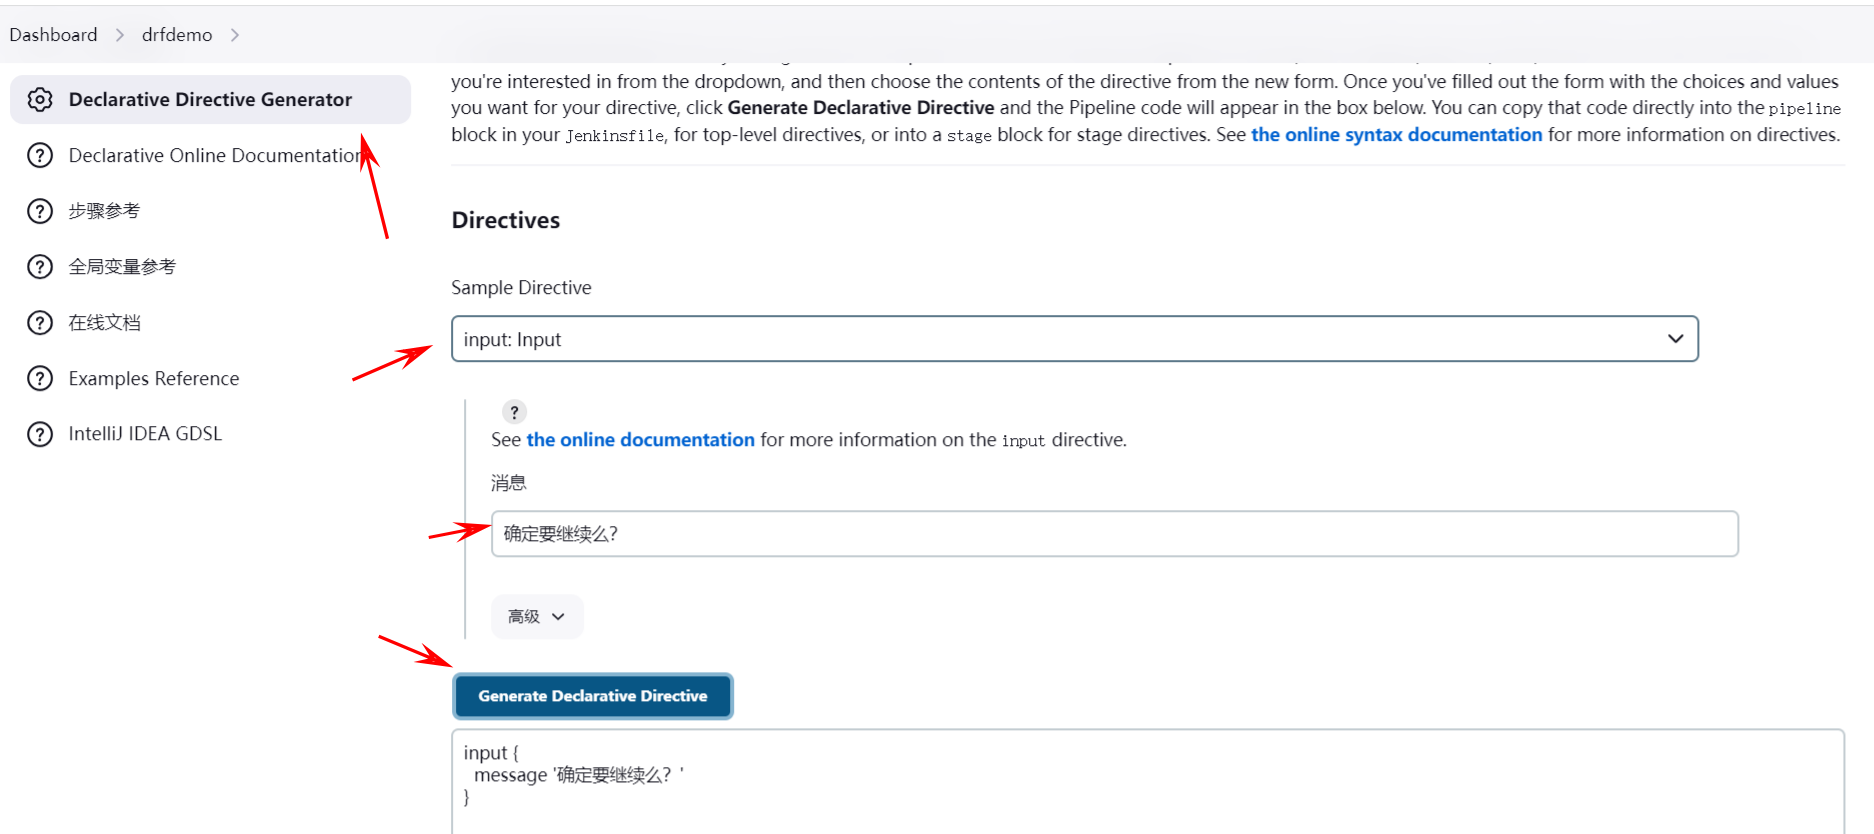 Dashboard > drfdemo >
Declarative Directive Generator
Declarative Online Documentation
步骤参考
全局变量参考
在线文档
Examples Reference
IntelliJ IDEA GDSL
you're interested in from the dropdown, and then choose the contents of the directive from the new form. Once you've filled out the form with the choices and values
you want for your directive, click Generate Declarative Directive and the Pipeline code will appear in the box below. You can copy that code directly into the pipeline
block in your Jenkinsfile, for top-level directives, or into a stage block for stage directives. See the online syntax documentation for more information on directives.
Directives
Sample Directive
input: Input
?
See the online documentation for more information on the input directive.
消息
确定要继续么?
高级
Generate Declarative Directive
input {
message '确定要继续么? '
}